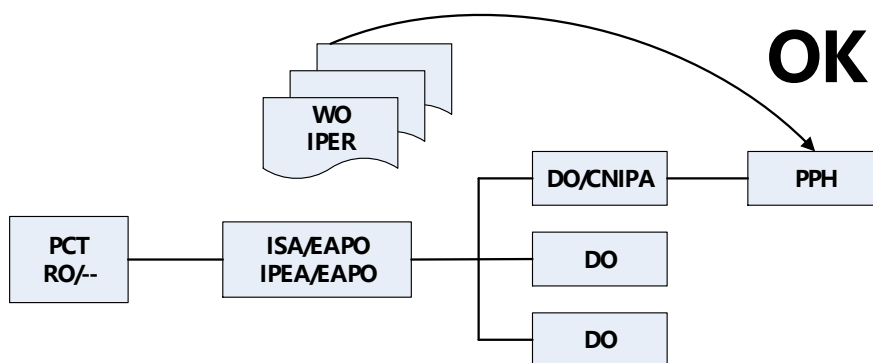 OK
WO
IPER
DO/CNIPA
PPH
PCT
RO/--
ISA/EAPO
IPEA/EAPO
DO
DO